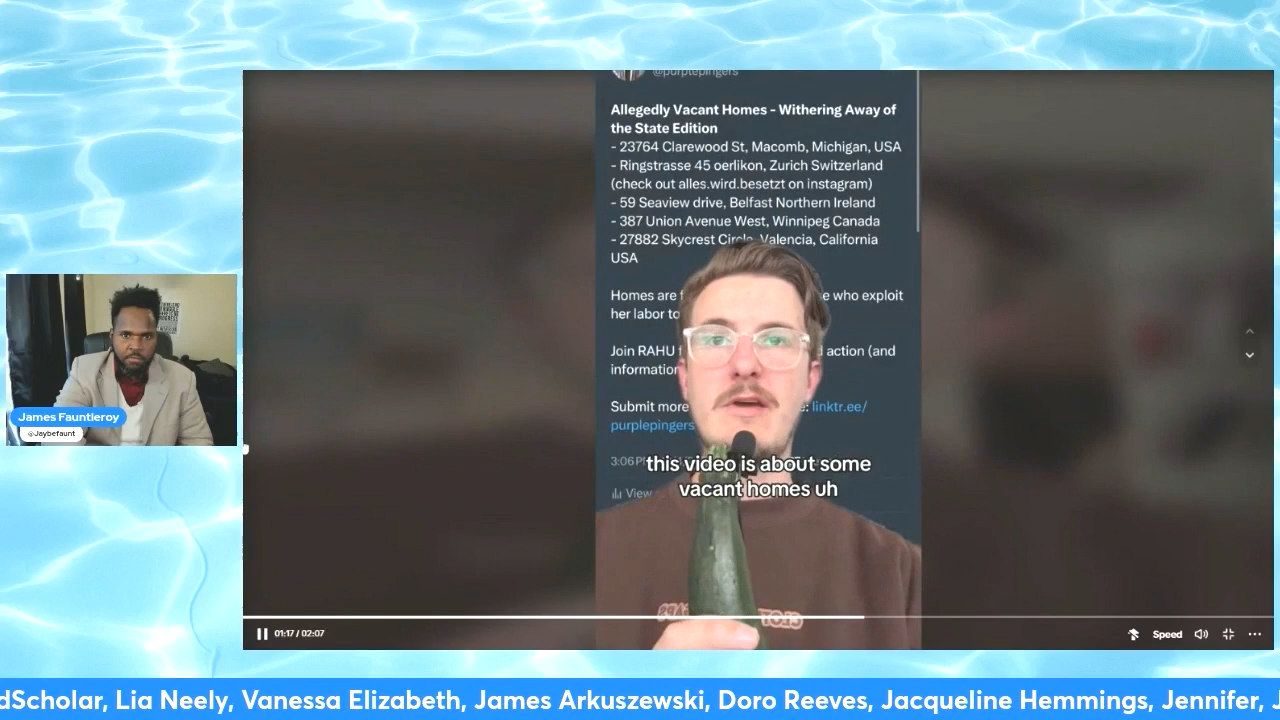 @purplepingers
Allegedly Vacant Homes - Withering Away of
the State Edition
- 23764 Clarewood St, Macomb, Michigan, USA
- Ringstrasse 45 oerlikon, Zurich Switzerland
(check out alles.wird.besetzt on instagram)
- 59 Seaview drive, Belfast Northern Ireland
- 387 Union Avenue West, Winnipeg Canada
- 27882 Skycrest Circle, Valencia, California
USA
Homes are who exploit
her labor to
Join RAHU action (and
information
Submit more : linktr.ee/
purplepingers
3:06
View
this video is about some
vacant homes uh
James Fauntleroy
@Jaybefaunt
01:17 / 02:07
Speed
dScholar, Lia Neely, Vanessa Elizabeth, James Arkuszewski, Doro Reeves, Jacqueline Hemmings, Jennifer, J